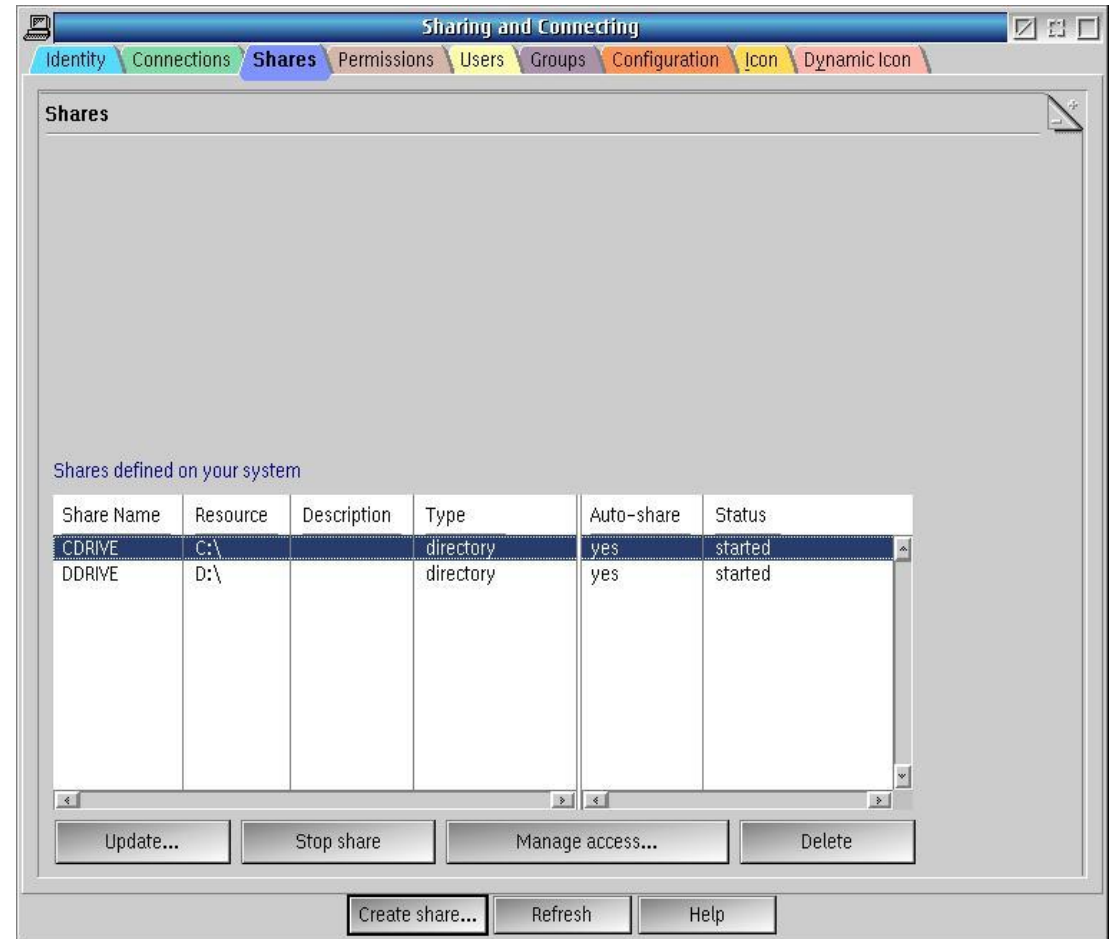 Sharing and Connecting
Identity Connections Shares Permissions Users Groups Configuration Icon Dynamic Icon
Shares
Shares defined on your system
Share Name Resource Description Type Auto-share Status
CDRIVE C:\ directory yes started
DDRIVE D:\ directory yes started
Update... Stop share Manage access... Delete
Create share... Refresh Help